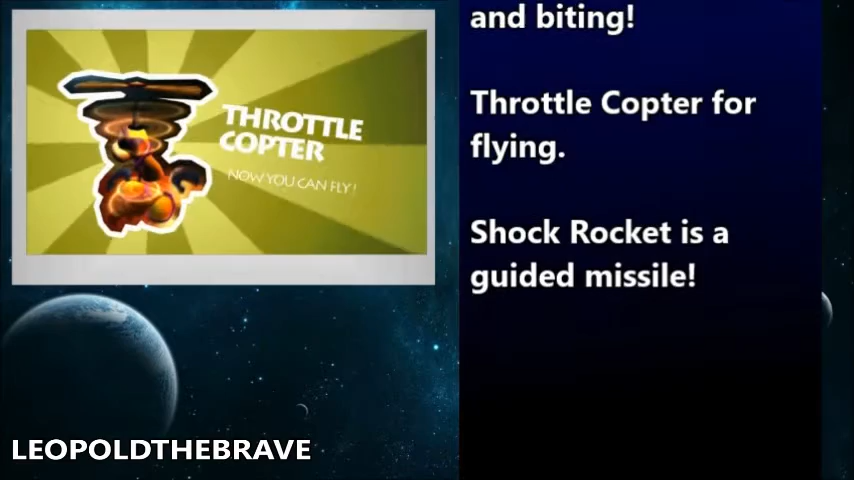 THROTTLE
COPTER
NOW YOU CAN FLY!
and biting!
Throttle Copter for
flying.
Shock Rocket is a
guided missile!
LEOPOLDTHEBRAVE